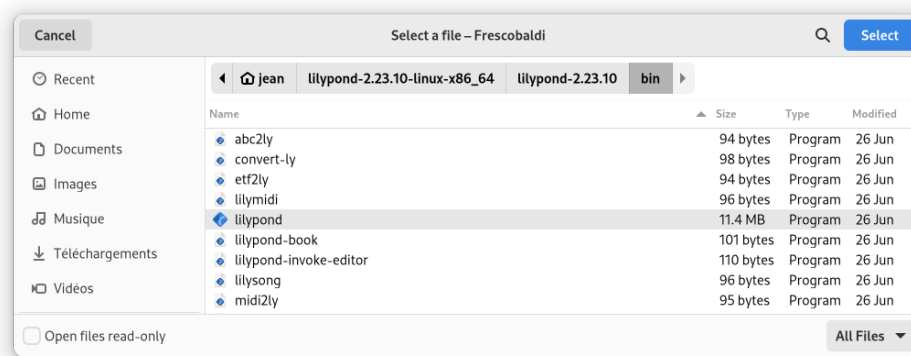 Cancel Select a file – Frescobaldi Select
Recent
Home
Documents
Images
Musique
Téléchargements
Vidéos
jean lilypond-2.23.10-linux-x86_64 lilypond-2.23.10 bin
Name Size Type Modified
abc2ly 94 bytes Program 26 Jun
convert-ly 98 bytes Program 26 Jun
etf2ly 94 bytes Program 26 Jun
lilymidi 96 bytes Program 26 Jun
lilypond 11.4 MB Program 26 Jun
lilypond-book 101 bytes Program 26 Jun
lilypond-invoke-editor 110 bytes Program 26 Jun
lilysong 96 bytes Program 26 Jun
midi2ly 95 bytes Program 26 Jun
Open files read-only All Files